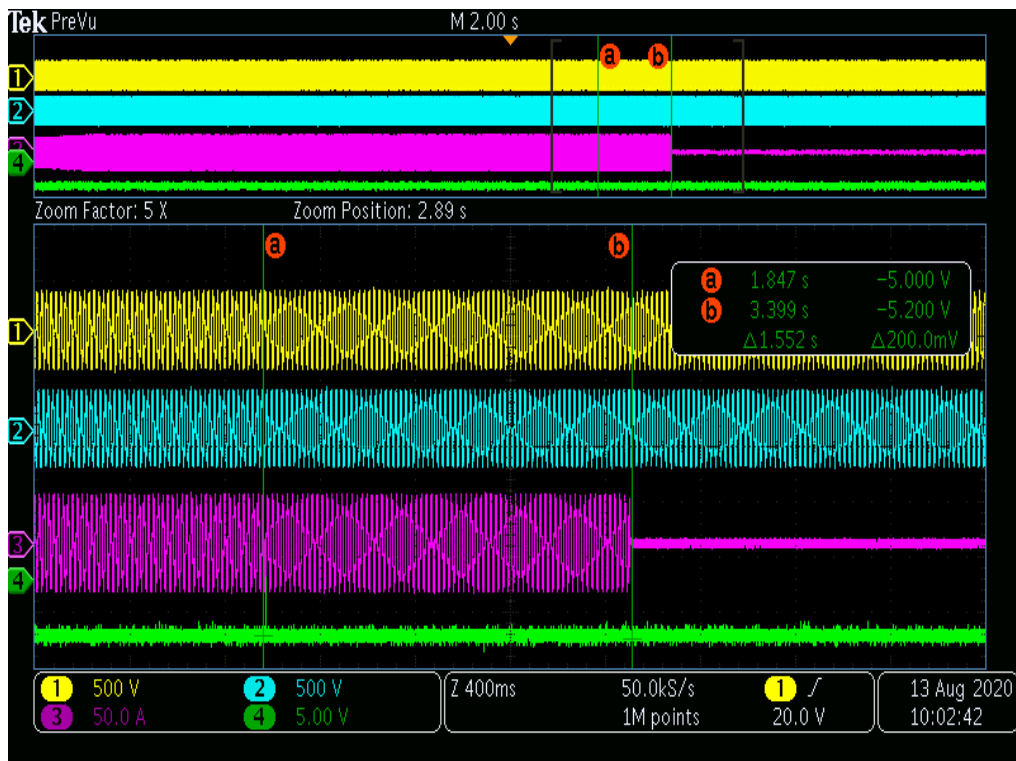 Tek PreVu M 2.00 s
a b
1
2
3
4
Zoom Factor: 5 X Zoom Position: 2.89 s
a b
a 1.847 s -5.000 V
b 3.399 s -5.200 V
△1.552 s △200.0mV
1
2
3
4
1 500 V 2 500 V Z 400ms 50.0kS/s 1 ∫ 13 Aug 2020
3 50.0 A 4 5.00 V 1M points 20.0 V 10:02:42